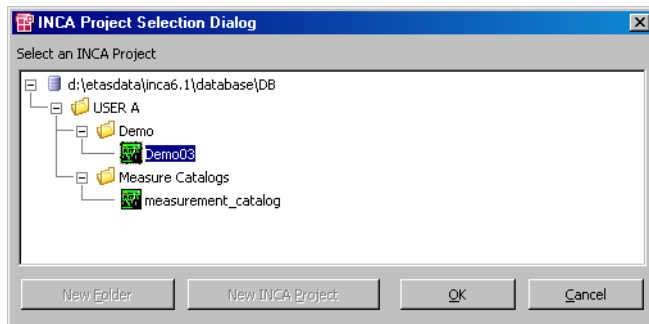 INCA Project Selection Dialog
Select an INCA Project
d:\etasdata\inca6.1\database\DB
USER A
Demo
Demo03
Measure Catalogs
measurement_catalog
New Folder New INCA Project OK Cancel